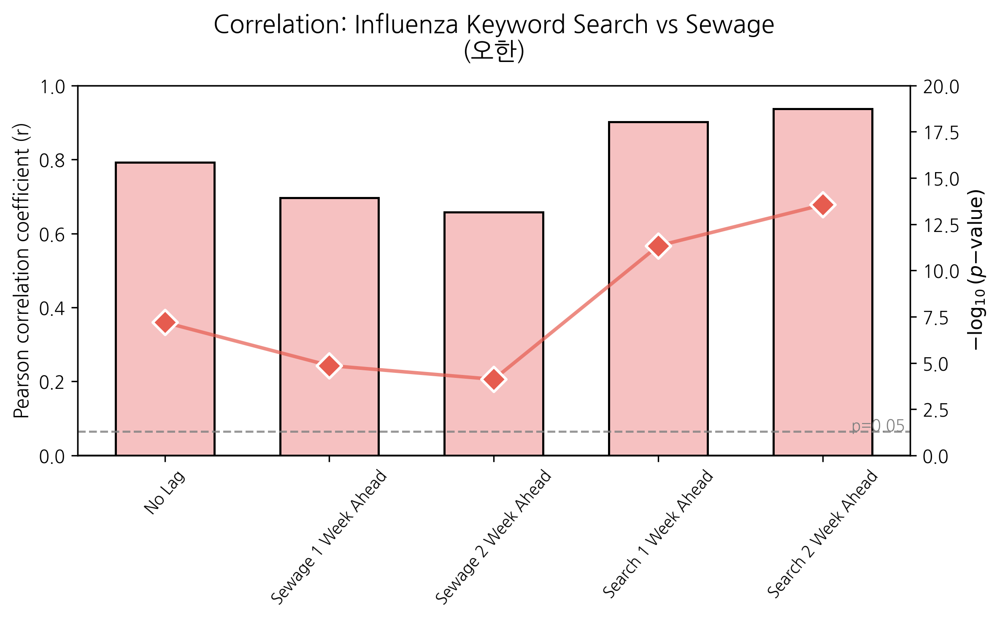 Correlation: Influenza Keyword Search vs Sewage
(오한)
Pearson correlation coefficient (r)
1.0
0.8
0.6
0.4
0.2
0.0
20.0
17.5
15.0
12.5
10.0
7.5
5.0
2.5
0.0
−log₁₀(p−value)
p=0.05
No Lag
Sewage 1 Week Ahead
Sewage 2 Week Ahead
Search 1 Week Ahead
Search 2 Week Ahead